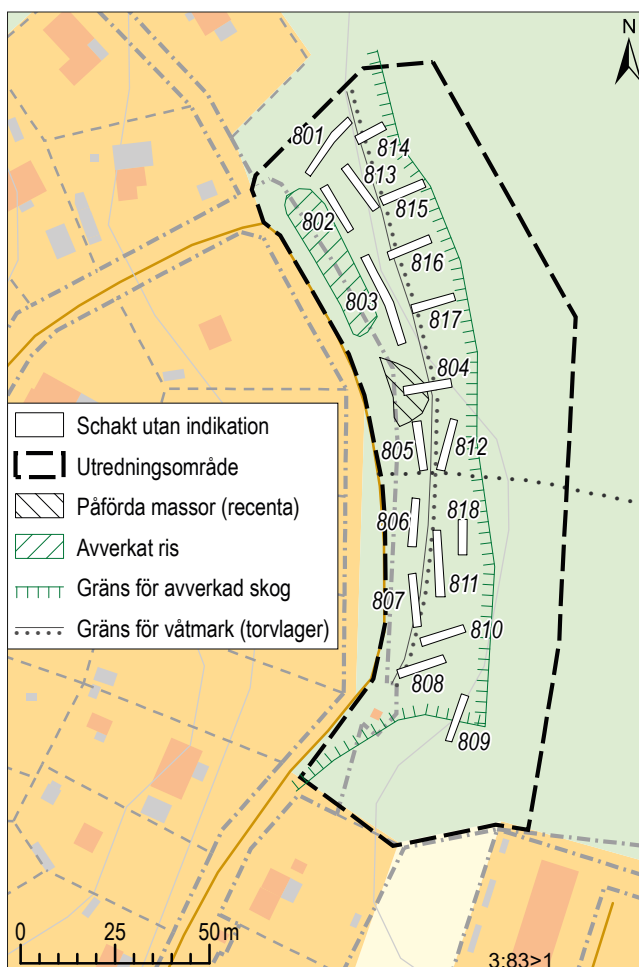 N
801
814
813
815
802
816
803
817
804
805
812
806
818
811
807
810
808
809
Schakt utan indikation
Utredningsområde
Påförda massor (recenta)
Avverkat ris
Gräns för avverkad skog
Gräns för våtmark (torvlager)
0 25 50 m
3:83>1